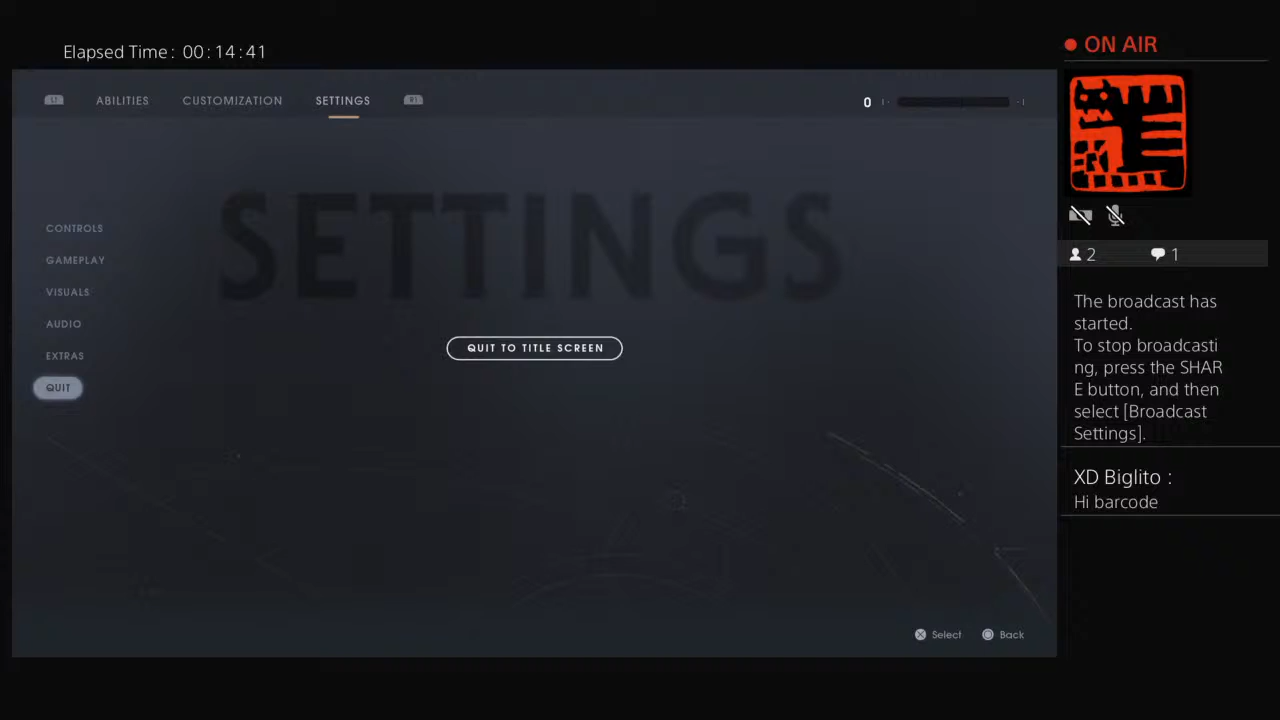 Elapsed Time: 00:14:41
ON AIR
L1 ABILITIES CUSTOMIZATION SETTINGS R1
0
SETTINGS
CONTROLS
GAMEPLAY
VISUALS
AUDIO
EXTRAS
QUIT
QUIT TO TITLE SCREEN
Select Back
2 1
The broadcast has
started.
To stop broadcasti
ng, press the SHAR
E button, and then
select [Broadcast
Settings].
XD Biglito :
Hi barcode